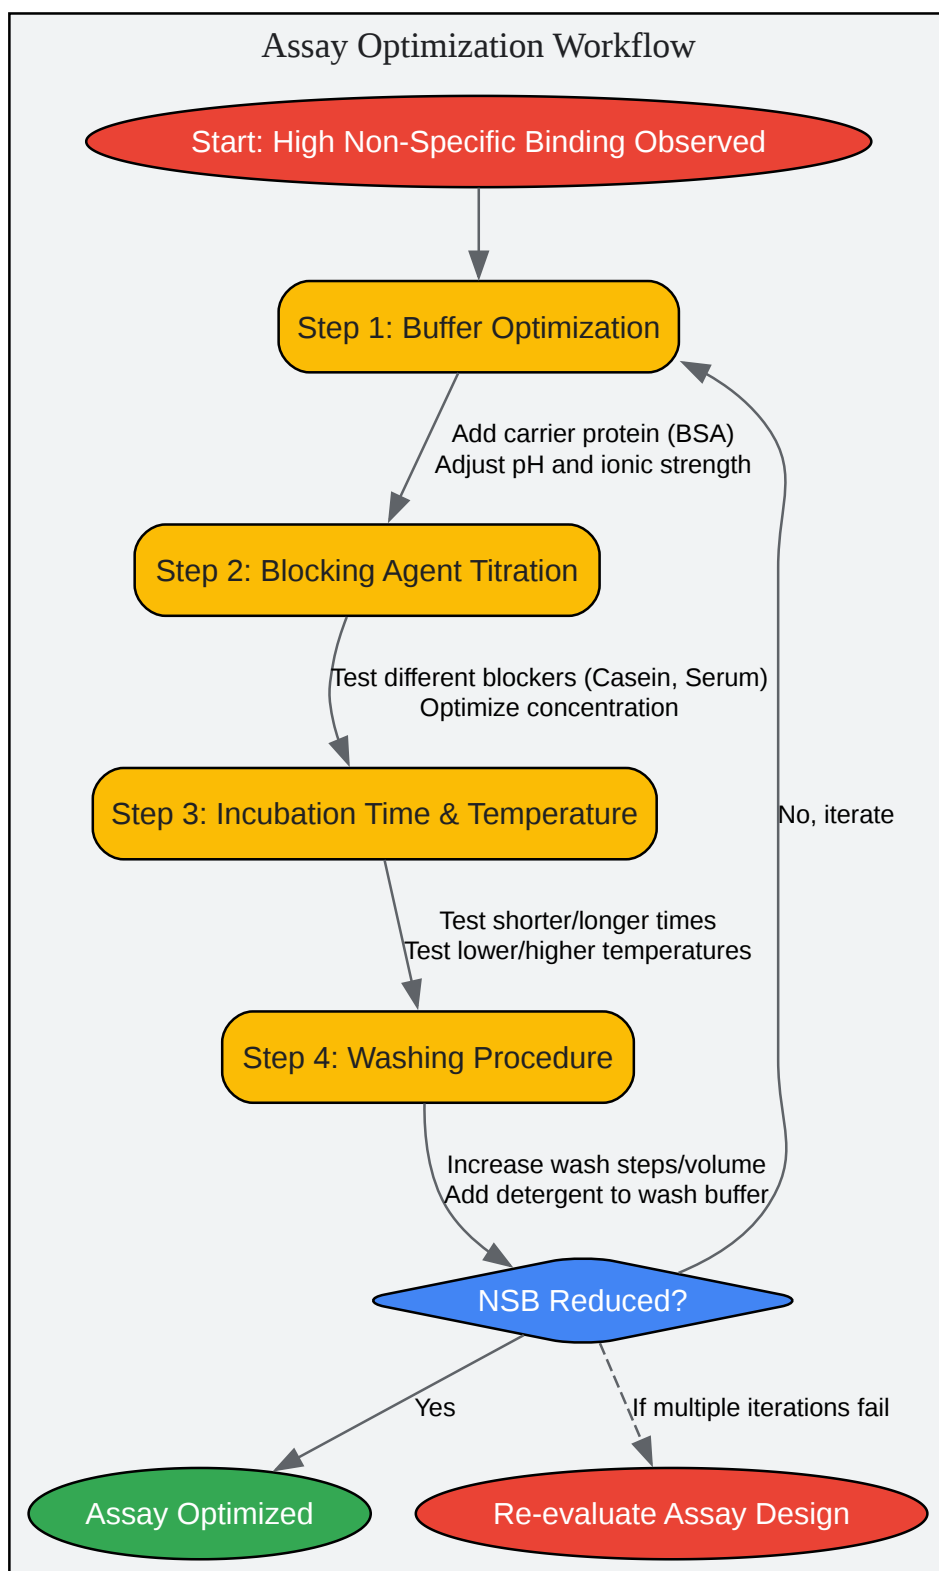 Assay Optimization Workflow
Start: High Non-Specific Binding Observed
Step 1: Buffer Optimization
Add carrier protein (BSA)
Adjust pH and ionic strength
Step 2: Blocking Agent Titration
Test different blockers (Casein, Serum)
Optimize concentration
Step 3: Incubation Time & Temperature
No, iterate
Test shorter/longer times
Test lower/higher temperatures
Step 4: Washing Procedure
Increase wash steps/volume
Add detergent to wash buffer
NSB Reduced?
Yes
If multiple iterations fail
Assay Optimized
Re-evaluate Assay Design